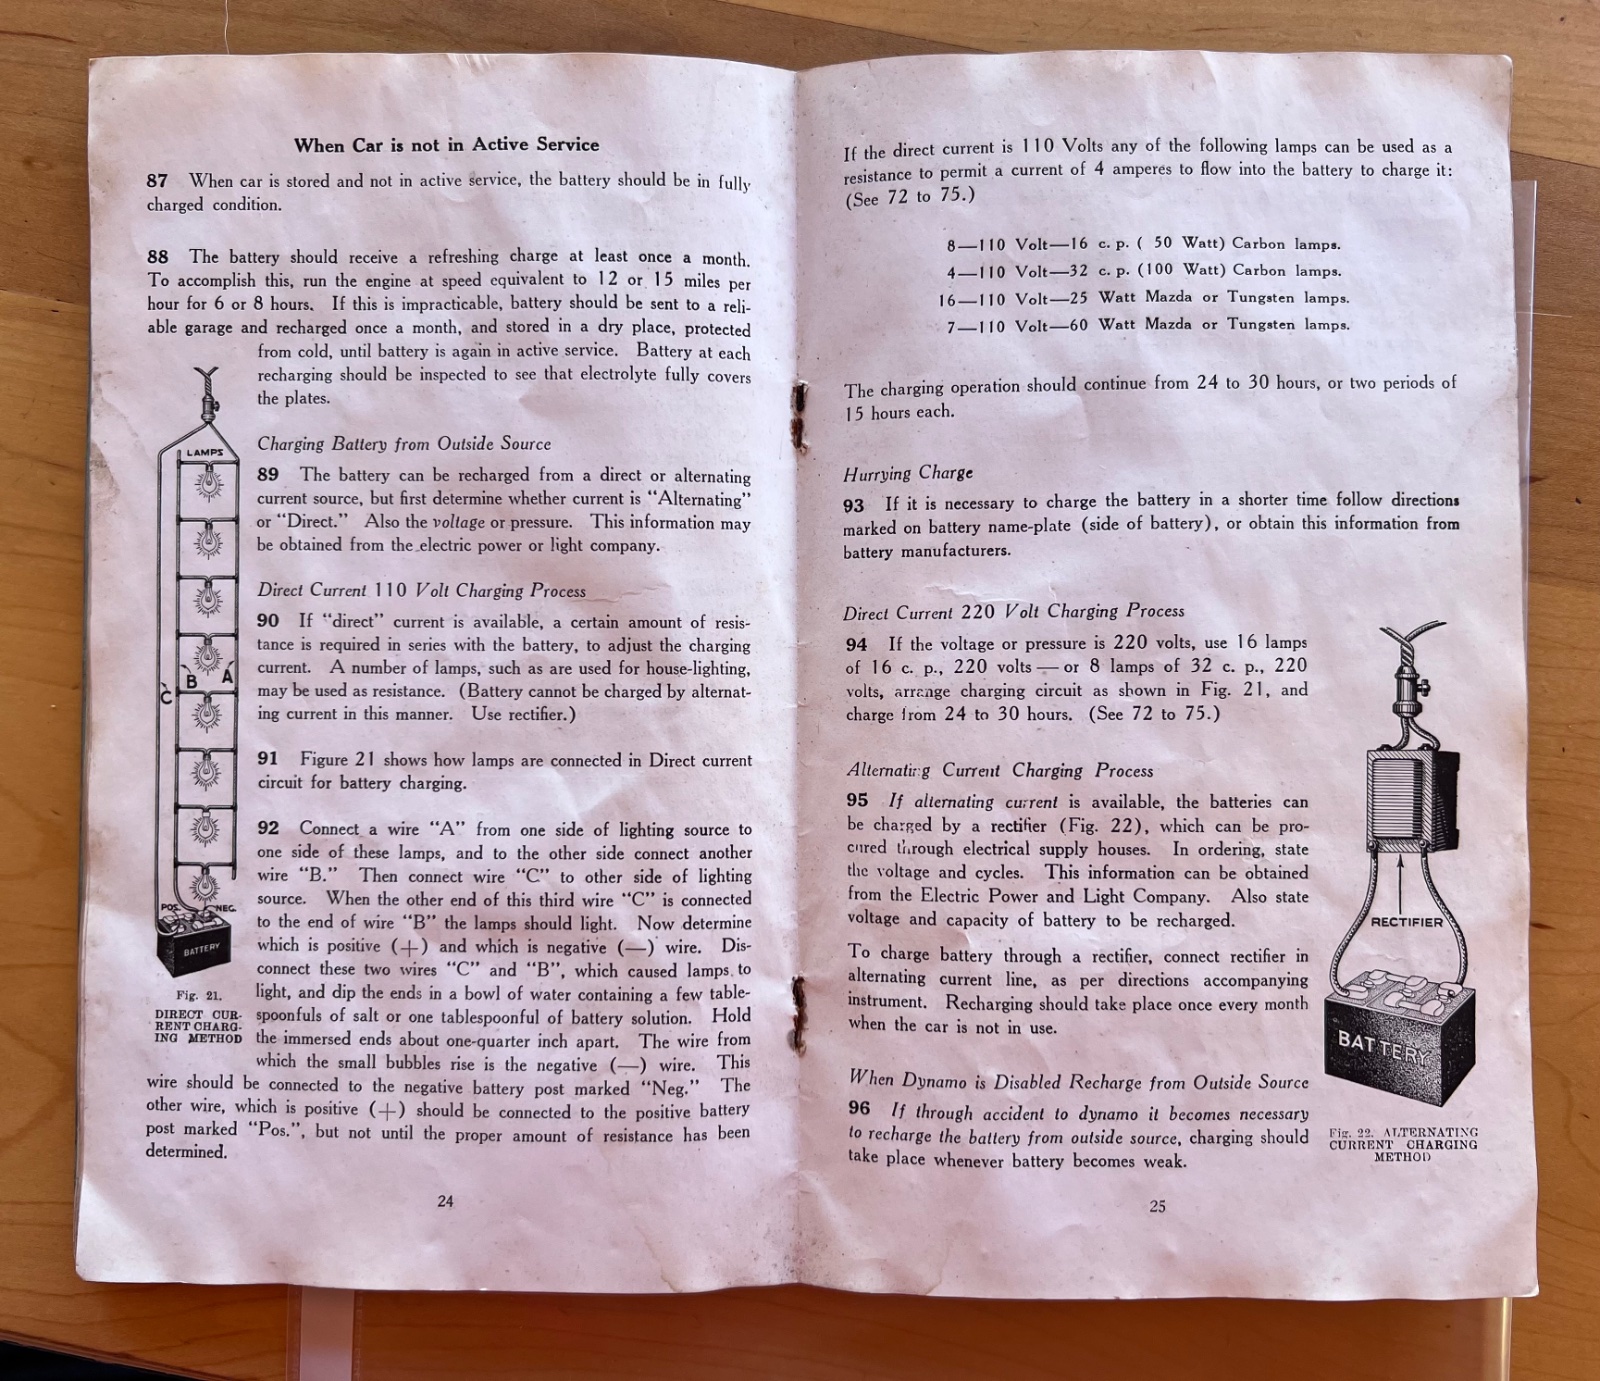 When Car is not in Active Service
87 When car is stored and not in active service, the battery should be in fully
charged condition.
88 The battery should receive a refreshing charge at least once a month.
To accomplish this, run the engine at speed equivalent to 12 or 15 miles per
hour for 6 or 8 hours. If this is impracticable, battery should be sent to a reli-
able garage and recharged once a month, and stored in a dry place, protected
from cold, until battery is again in active service. Battery at each
recharging should be inspected to see that electrolyte fully covers
the plates.
Charging Battery from Outside Source
89 The battery can be recharged from a direct or alternating
current source, but first determine whether current is “Alternating”
or “Direct.” Also the voltage or pressure. This information may
be obtained from the electric power or light company.
Direct Current 110 Volt Charging Process
90 If “direct” current is available, a certain amount of resis-
tance is required in series with the battery, to adjust the charging
current. A number of lamps, such as are used for house-lighting,
may be used as resistance. (Battery cannot be charged by alternat-
ing current in this manner. Use rectifier.)
91 Figure 21 shows how lamps are connected in Direct current
circuit for battery charging.
92 Connect a wire “A” from one side of lighting source to
one side of these lamps, and to the other side connect another
wire “B.” Then connect wire “C” to other side of lighting
source. When the other end of this third wire “C” is connected
to the end of wire “B” the lamps should light. Now determine
which is positive (+) and which is negative (—) wire. Dis-
connect these two wires “C” and “B”, which caused lamps to
light, and dip the ends in a bowl of water containing a few table-
spoonfuls of salt or one tablespoonful of battery solution. Hold
the immersed ends about one-quarter inch apart. The wire from
which the small bubbles rise is the negative (—) wire. This
wire should be connected to the negative battery post marked “Neg.” The
other wire, which is positive (+) should be connected to the positive battery
post marked “Pos.”, but not until the proper amount of resistance has been
determined.
LAMPS
B A
C
POS. NEG.
BATTERY
Fig. 21.
DIRECT CUR-
RENT CHARG-
ING METHOD
24
If the direct current is 110 Volts any of the following lamps can be used as a
resistance to permit a current of 4 amperes to flow into the battery to charge it:
(See 72 to 75.)
8—110 Volt—16 c. p. ( 50 Watt) Carbon lamps.
4—110 Volt—32 c. p. (100 Watt) Carbon lamps.
16—110 Volt—25 Watt Mazda or Tungsten lamps.
7—110 Volt—60 Watt Mazda or Tungsten lamps.
The charging operation should continue from 24 to 30 hours, or two periods of
15 hours each.
Hurrying Charge
93 If it is necessary to charge the battery in a shorter time follow directions
marked on battery name-plate (side of battery), or obtain this information from
battery manufacturers.
Direct Current 220 Volt Charging Process
94 If the voltage or pressure is 220 volts, use 16 lamps
of 16 c. p., 220 volts — or 8 lamps of 32 c. p., 220
volts, arrange charging circuit as shown in Fig. 21, and
charge from 24 to 30 hours. (See 72 to 75.)
Alternating Current Charging Process
95 If alternating current is available, the batteries can
be charged by a rectifier (Fig. 22), which can be pro-
cured through electrical supply houses. In ordering, state
the voltage and cycles. This information can be obtained
from the Electric Power and Light Company. Also state
voltage and capacity of battery to be recharged.
To charge battery through a rectifier, connect rectifier in
alternating current line, as per directions accompanying
instrument. Recharging should take place once every month
when the car is not in use.
When Dynamo is Disabled Recharge from Outside Source
96 If through accident to dynamo it becomes necessary
to recharge the battery from outside source, charging should
take place whenever battery becomes weak.
RECTIFIER
BATTERY
Fig. 22. ALTERNATING
CURRENT CHARGING
METHOD
25